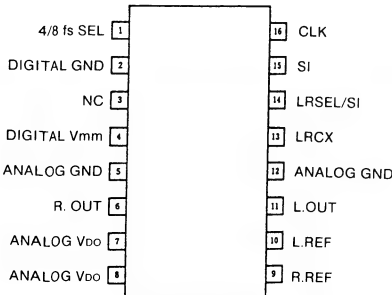 4/8 fs SEL 1 16 CLK
DIGITAL GND 2 15 SI
NC 3 14 LRSEL/SI
DIGITAL Vmm 4 13 LRCX
ANALOG GND 5 12 ANALOG GND
R. OUT 6 11 L.OUT
ANALOG VDO 7 10 L.REF
ANALOG VDO 8 9 R.REF